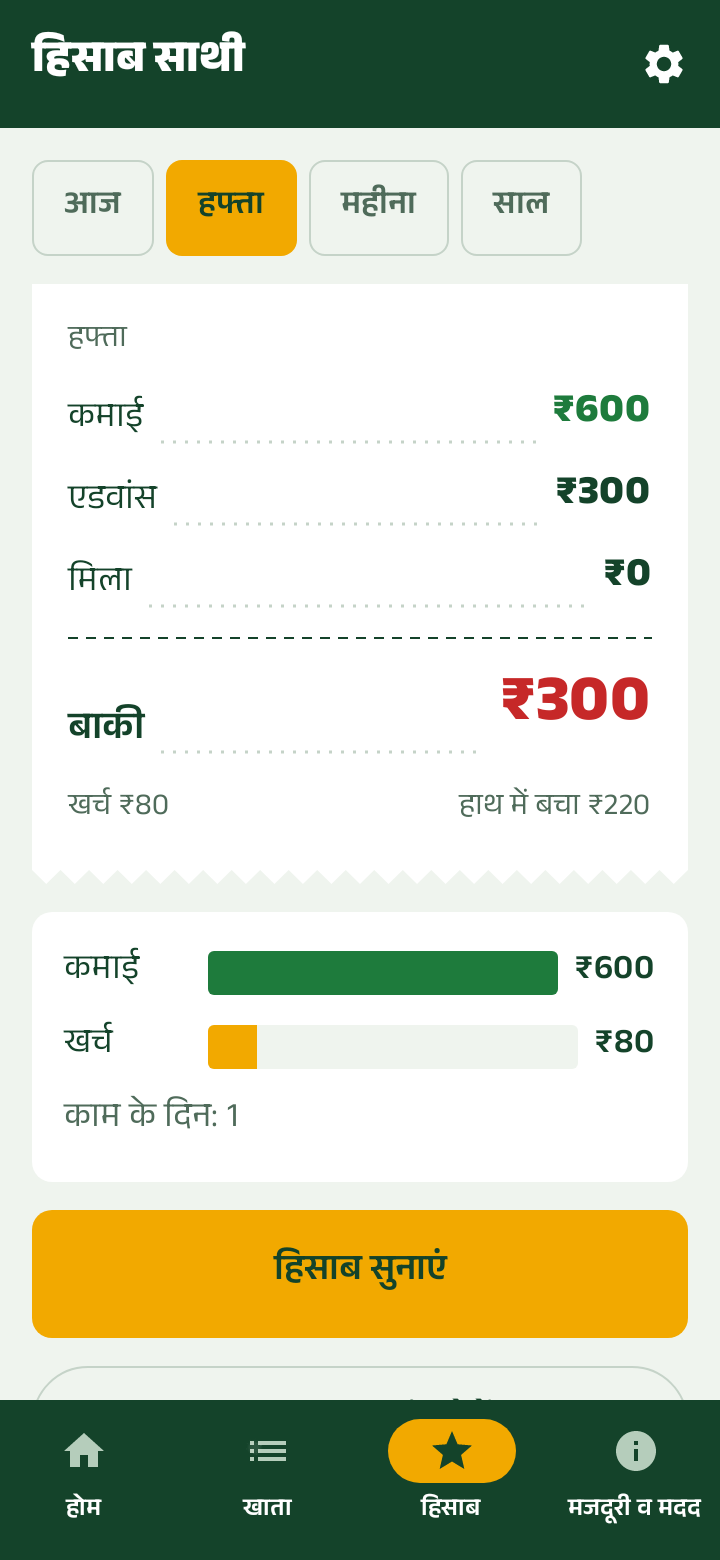 हिसाब साथी
आज हफ्ता महीना साल
हफ्ता
कमाई ₹600
एडवांस ₹300
मिला ₹0
बाकी ₹300
खर्च ₹80 हाथ में बचा ₹220
कमाई ₹600
खर्च ₹80
काम के दिन: 1
हिसाब सुनाएं
होम खाता हिसाब मजदूरी व मदद